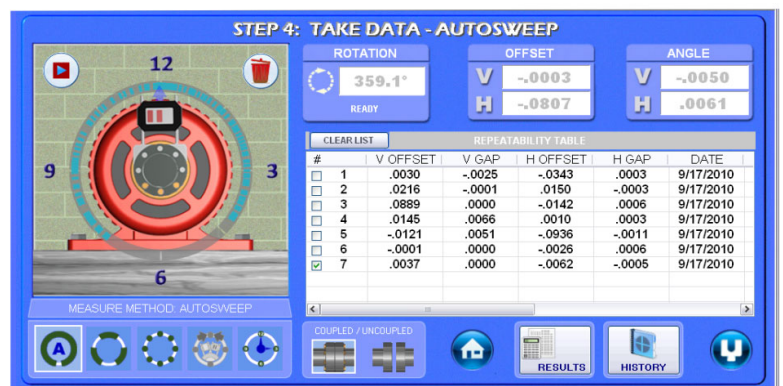 STEP 4: TAKE DATA - AUTOSWEEP
12
9
3
6
MEASURE METHOD: AUTOSWEEP
A
ROTATION
359.1°
READY
OFFSET
V -.0003
H -.0807
ANGLE
V -.0050
H .0061
CLEAR LIST
REPEATABILITY TABLE
# V OFFSET V GAP H OFFSET H GAP DATE
1 .0030 -.0025 -.0343 .0003 9/17/2010
2 .0216 -.0001 .0150 -.0003 9/17/2010
3 .0889 .0000 -.0142 .0006 9/17/2010
4 .0145 .0066 .0010 .0003 9/17/2010
5 -.0121 .0051 -.0936 -.0011 9/17/2010
6 -.0001 .0000 -.0026 .0006 9/17/2010
7 .0037 .0000 -.0062 -.0005 9/17/2010
COUPLED / UNCOUPLED
RESULTS
HISTORY